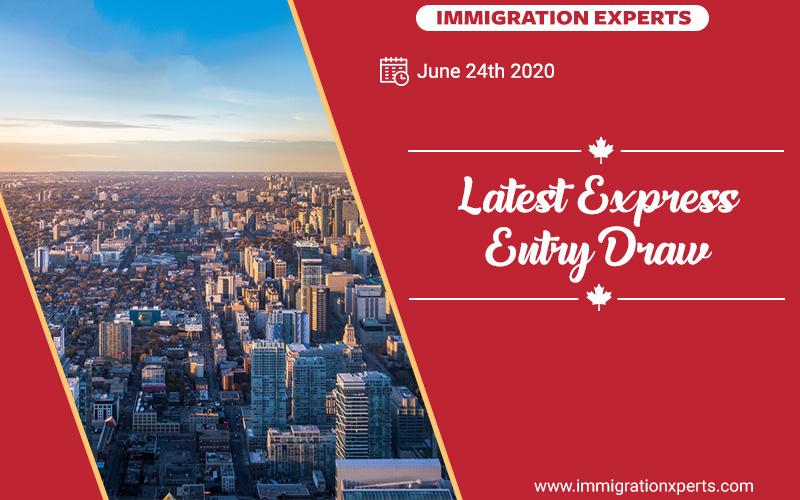 IMMIGRATION EXPERTS
June 24th 2020
Latest Express
Entry Draw
www.immigrationxperts.com